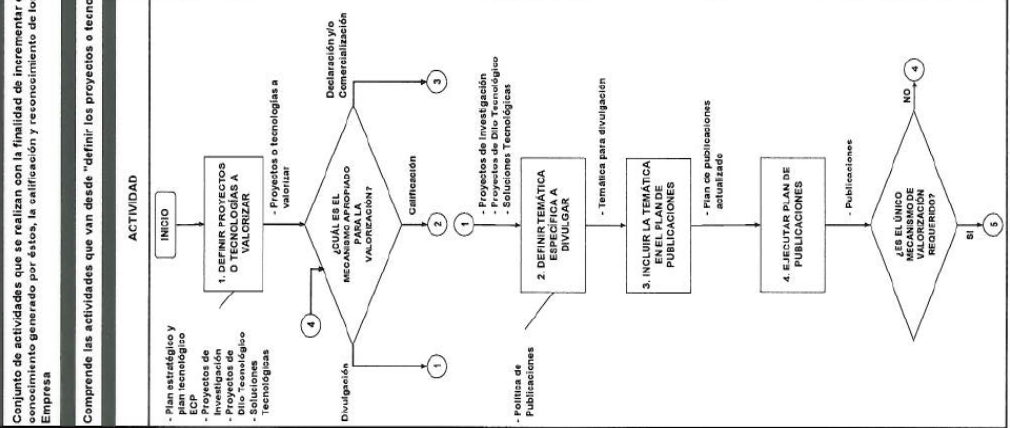 Conjunto de actividades que se realizan con la finalidad de incrementar
conocimiento generado por éstos, la calificación y reconocimiento de
Empresa
Comprende las actividades que van desde "definir los proyectos o
ACTIVIDAD
INICIO
- Plan estratégico y
plan tecnológico
ECP
- Proyectos de
Investigación
- Proyectos de
Dllo Tecnológico
- Soluciones
Tecnológicas
1. DEFINIR PROYECTOS
O TECNOLOGÍAS A
VALORIZAR
- Proyectos o tecnologías a
valorizar
4
¿CUÁL ES EL
MECANISMO APROPIADO
PARA LA
VALORIZACIÓN?
Divulgación
Calificación
Declaración y/o
Comercialización
1
2
3
1
- Proyectos de Investigación
- Proyectos de Dllo Tecnológico
- Soluciones Tecnológicas
- Política de
Publicaciones
2. DEFINIR TEMÁTICA
ESPECÍFICA A
DIVULGAR
- Temática para divulgación
3. INCLUIR LA TEMÁTICA
EN EL PLAN DE
PUBLICACIONES
- Plan de publicaciones
actualizado
4. EJECUTAR PLAN DE
PUBLICACIONES
- Publicaciones
¿ES EL ÚNICO
MECANISMO DE
VALORIZACIÓN
REQUERIDO?
NO
4
SI
5